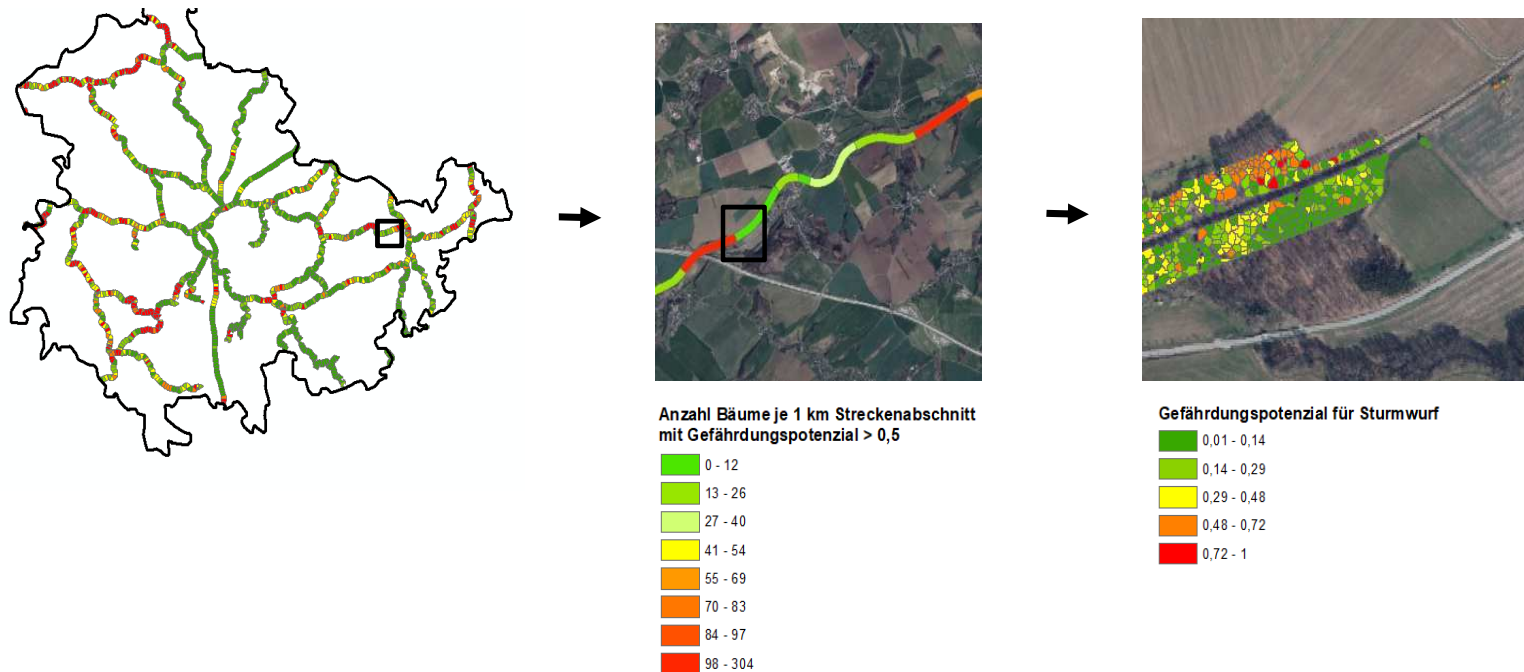 Anzahl Bäume je 1 km Streckenabschnitt
mit Gefährdungspotenzial > 0,5
0 - 12
13 - 26
27 - 40
41 - 54
55 - 69
70 - 83
84 - 97
98 - 304
Gefährdungspotenzial für Sturmwurf
0,01 - 0,14
0,14 - 0,29
0,29 - 0,48
0,48 - 0,72
0,72 - 1